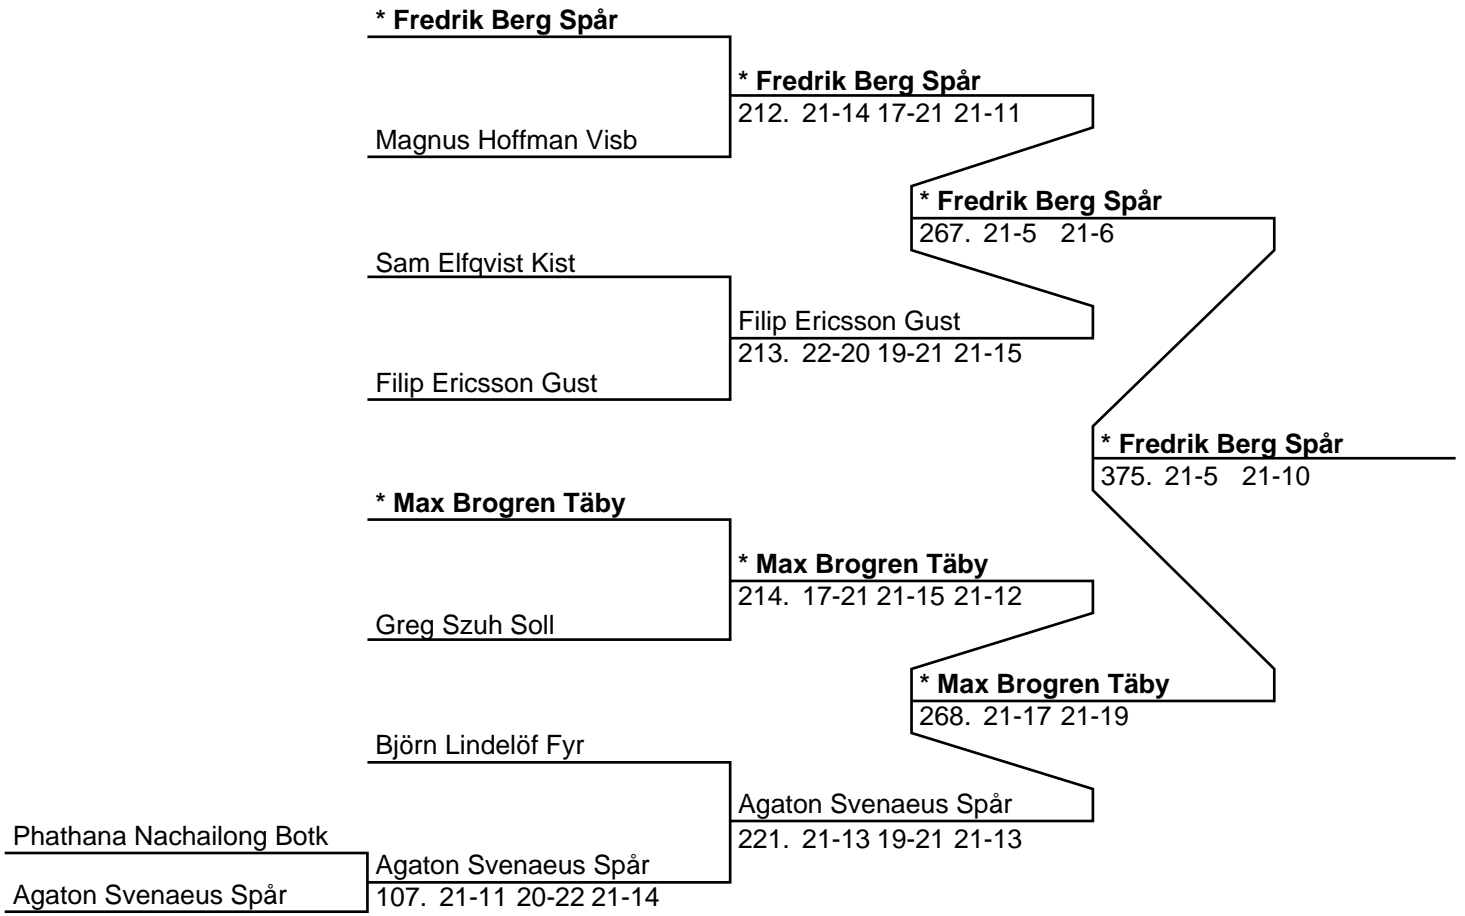 * Fredrik Berg Spår
* Fredrik Berg Spår
212. 21-14 17-21 21-11
Magnus Hoffman Visb
* Fredrik Berg Spår
267. 21-5 21-6
Sam Elfqvist Kist
Filip Ericsson Gust
213. 22-20 19-21 21-15
Filip Ericsson Gust
* Fredrik Berg Spår
375. 21-5 21-10
* Max Brogren Täby
* Max Brogren Täby
214. 17-21 21-15 21-12
Greg Szuh Soll
* Max Brogren Täby
268. 21-17 21-19
Björn Lindelöf Fyr
Agaton Svenaeus Spår
221. 21-13 19-21 21-13
Phathana Nachailong Botk
Agaton Svenaeus Spår
107. 21-11 20-22 21-14
Agaton Svenaeus Spår